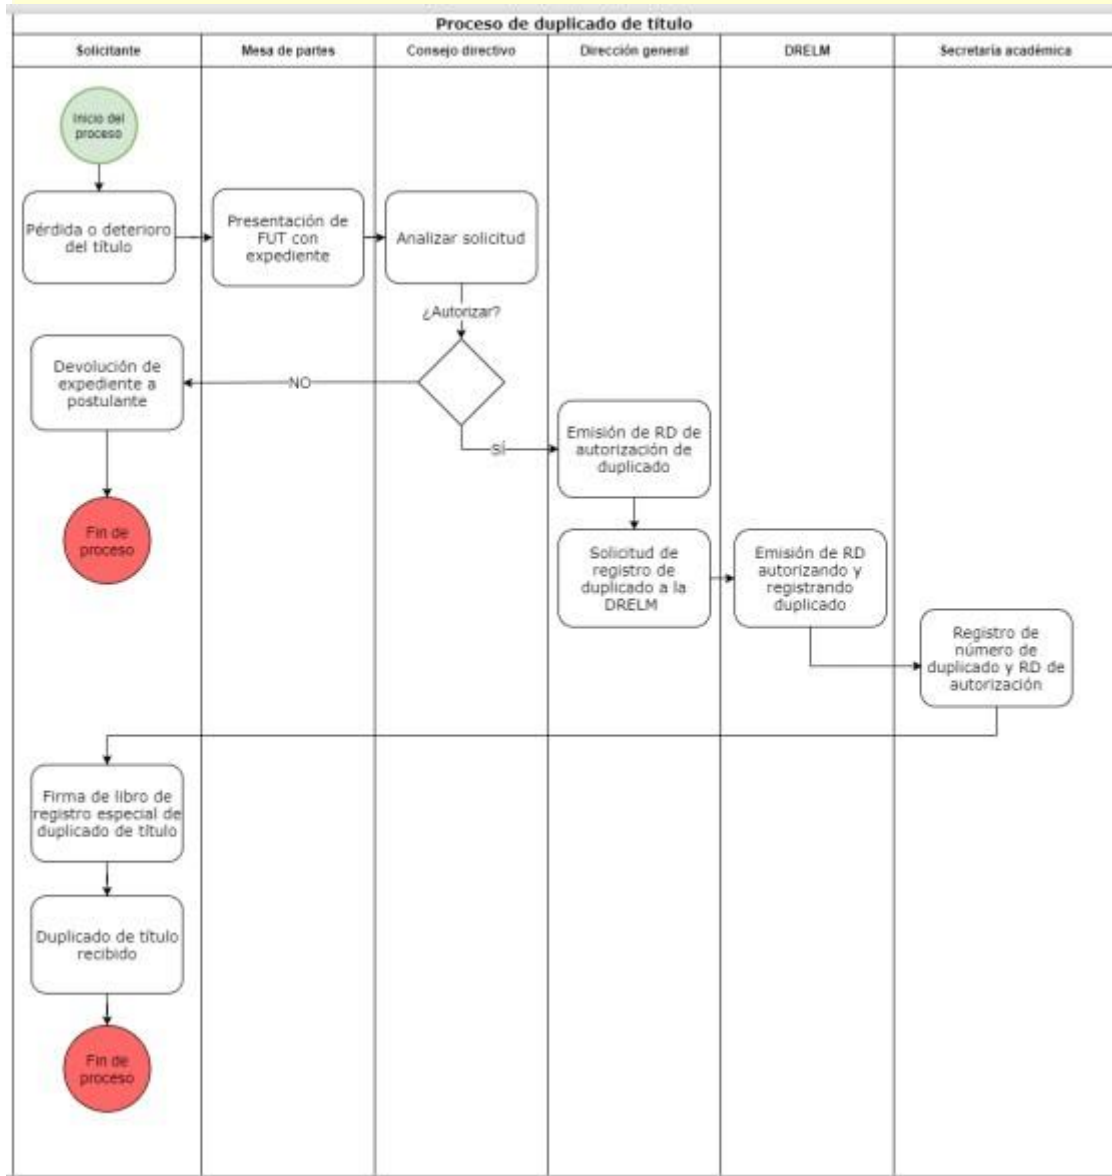 Proceso de duplicado de título
Solicitante
Mesa de partes
Consejo directivo
Dirección general
DRELM
Secretaría académica
Inicio del
proceso
Pérdida o deterioro
del título
Presentación de
FUT con
expediente
Analizar solicitud
¿Autorizar?
Devolución de
expediente a
postulante
NO
SÍ
Emisión de RD de
autorización de
duplicado
Fin de
proceso
Solicitud de
registro de
duplicado a la
DRELM
Emisión de RD
autorizando y
registrando
duplicado
Registro de
número de
duplicado y RD de
autorización
Firma de libro de
registro especial de
duplicado de título
Duplicado de título
recibido
Fin de
proceso